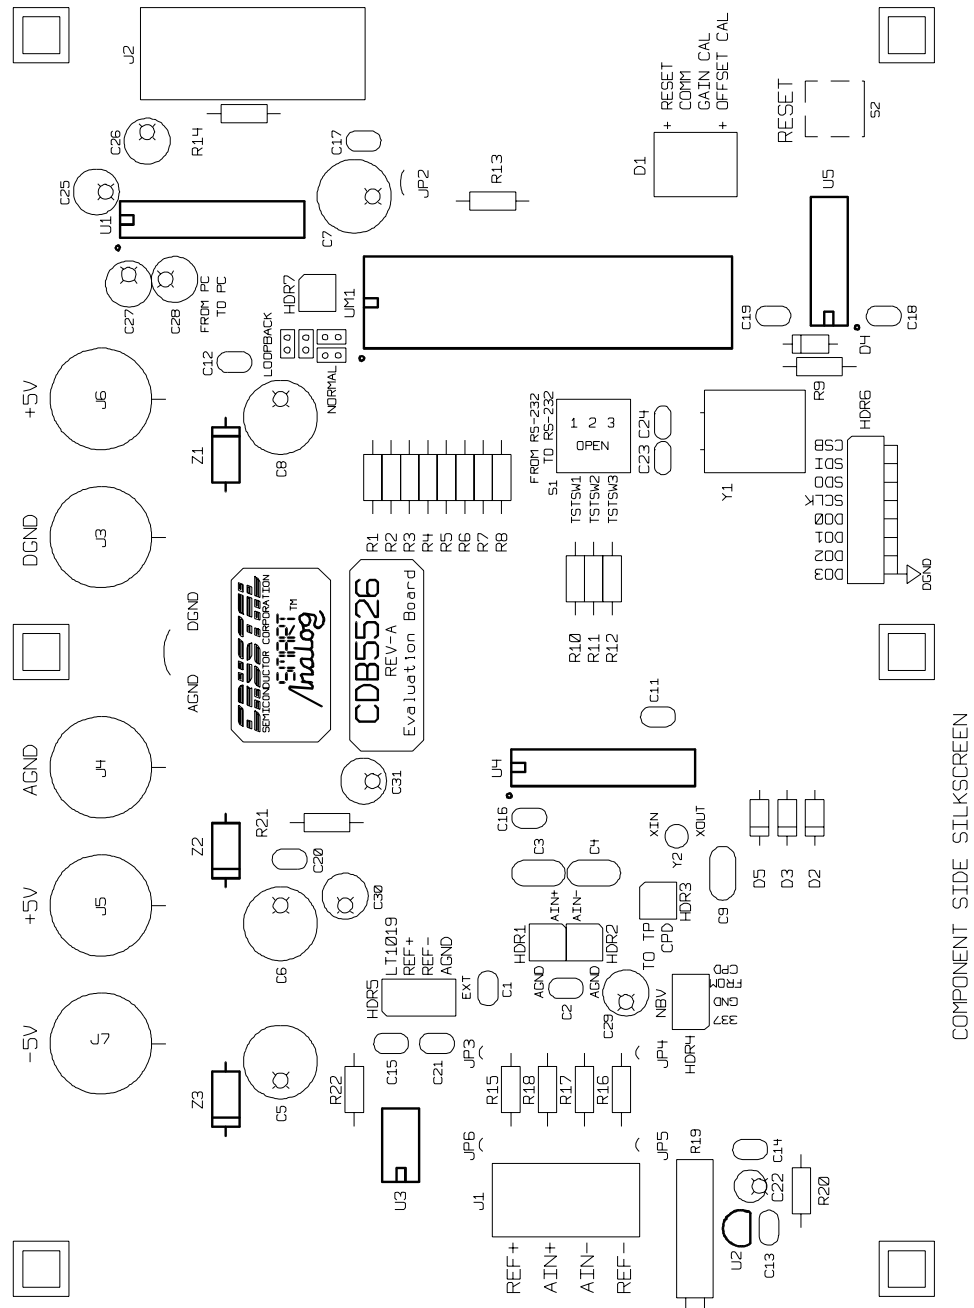 J2
C26
R14
C17
C25
U1
C7
JP2
R13
+ RESET
COMM
GAIN CAL
+ OFFSET CAL
D1
RESET
S2
U5
C27
C28
FROM PC
TO PC
HDR7
UM1
C19
C18
D4
R9
+5V
J6
C12
LOOPBACK
NORMAL
Z1
C8
FROM RS-232
TO RS-232
S1
1 2 3
OPEN
TSTSW1
TSTSW2
TSTSW3
C24
C23
Y1
HDR6
CSB
SDI
SDO
SCLK
DO0
DO1
DO2
DO3
DGND
DGND
J3
R1
R2
R3
R4
R5
R6
R7
R8
R10
R11
R12
DGND
AGND
SEMICONDUCTOR CORPORATION
SMART™
Analog
CDB5526
REV-A
Evaluation Board
AGND
J4
C11
U4
C31
Z2
R21
C20
C16
C3
C4
XIN
XOUT
Y2
D5
D3
D2
+5V
J5
C6
C30
HDR1
AIN+
AIN-
HDR2
HDR3
C9
TO TP
CPD
LT1019
REF+
REF-
AGND
HDR5
EXT
C1
AGND
C2
AGND
C29
NBV
FROM
CPD
GND
337
HDR4
-5V
J7
Z3
C5
R22
C15
C21
JP3
JP4
R15
R18
R17
R16
JP6
JP5
U3
J1
R19
C14
C22
R20
U2
C13
REF+
AIN+
AIN-
REF-
COMPONENT SIDE SILKSCREEN